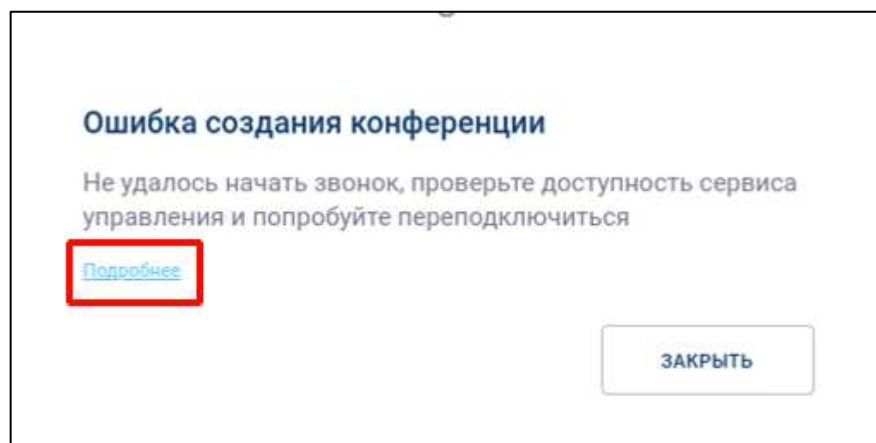 Ошибка создания конференции
Не удалось начать звонок, проверьте доступность сервиса
управления и попробуйте переподключиться
Подробнее
ЗАКРЫТЬ